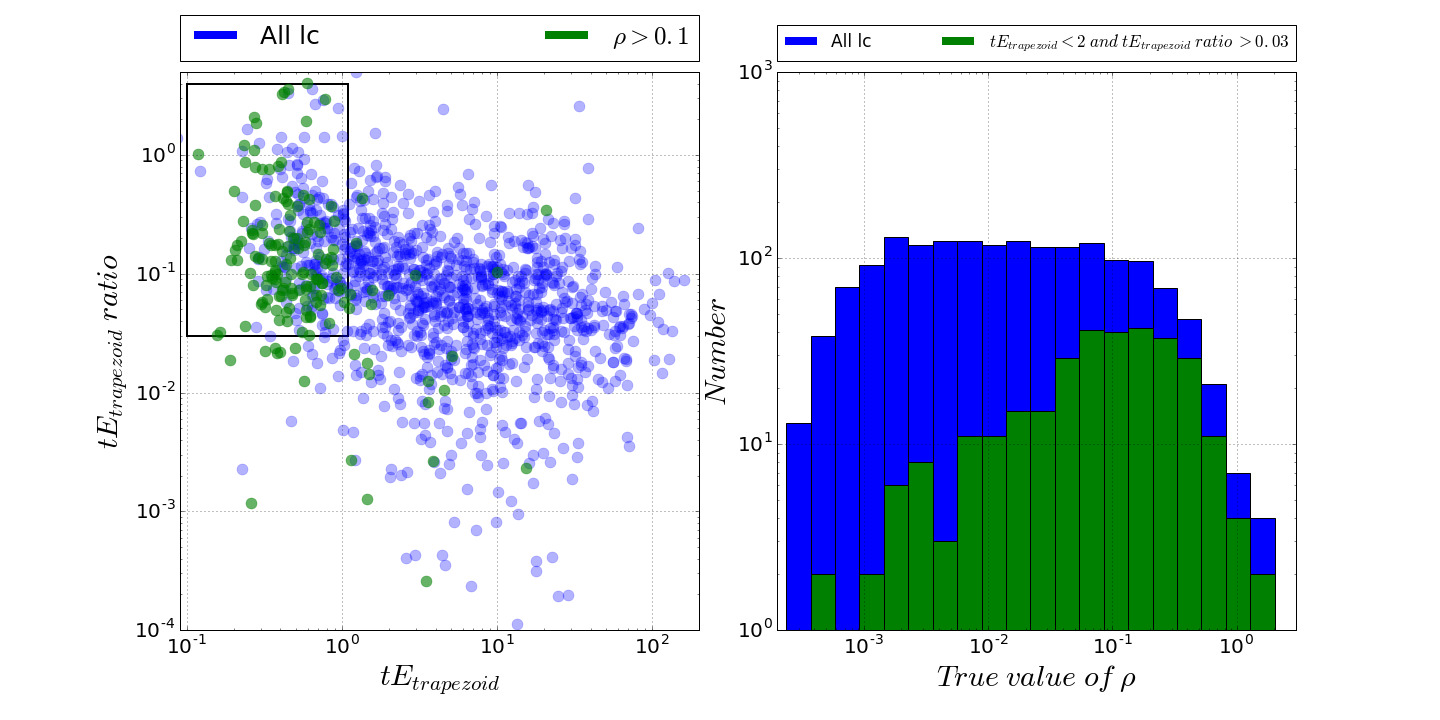 All lc
ρ > 0.1
tE_trapezoid ratio
10^0
10^-1
10^-2
10^-3
10^-4
10^-1 10^0 10^1 10^2
tE_trapezoid
All lc
tE_trapezoid < 2 and tE_trapezoid ratio > 0.03
Number
10^3
10^2
10^1
10^0
10^-3 10^-2 10^-1 10^0
True value of ρ